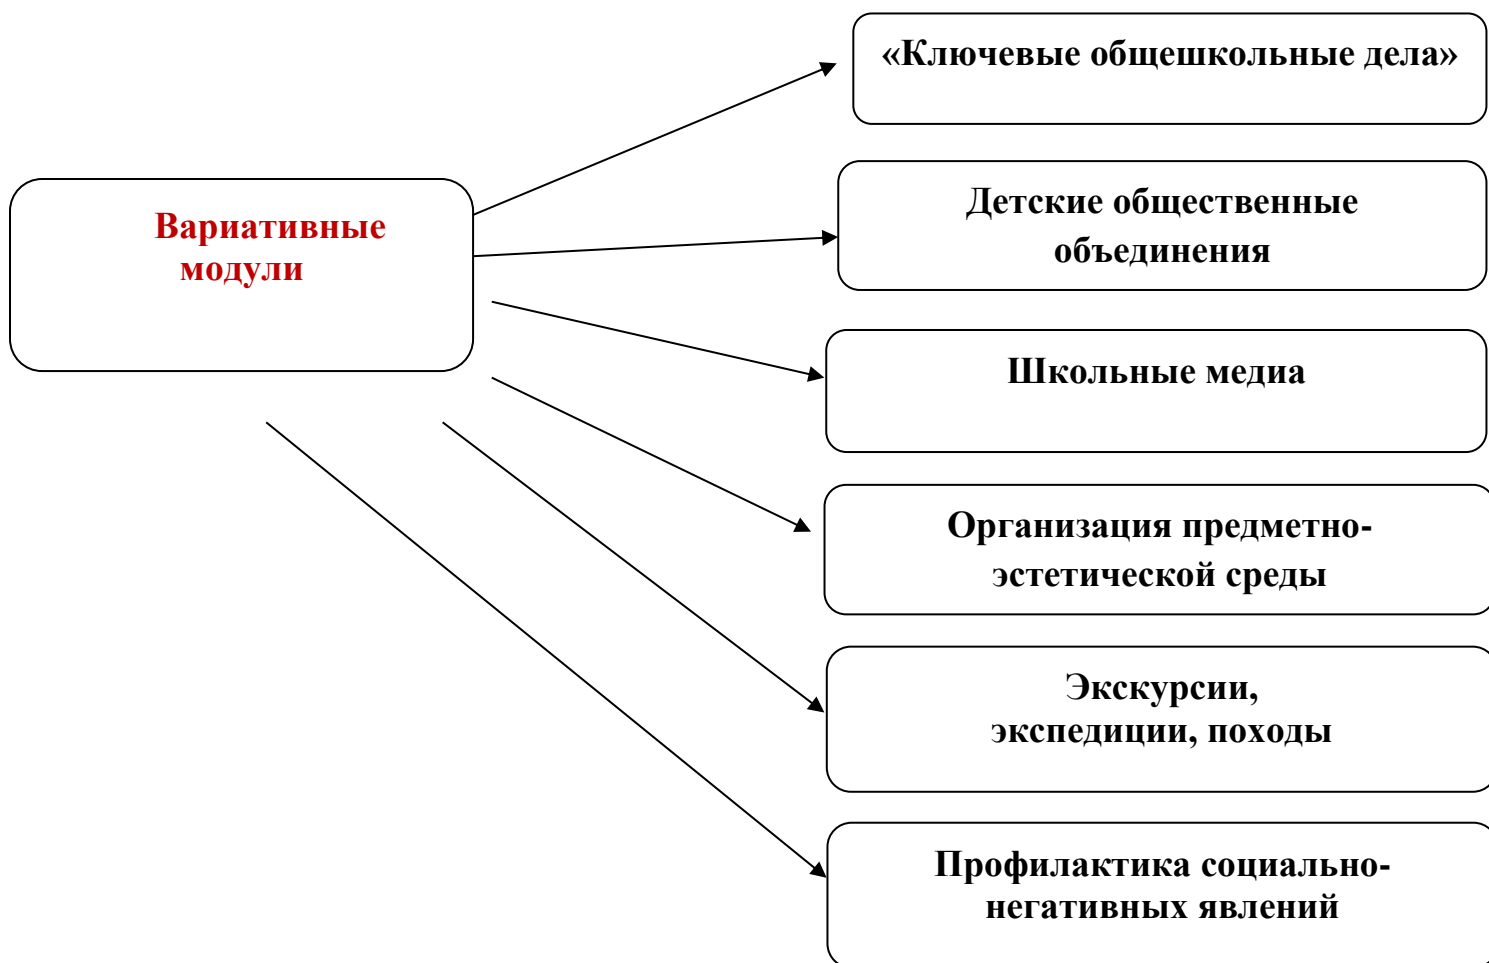 «Ключевые общешкольные дела»
Вариативные
модули
Детские общественные
объединения
Школьные медиа
Организация предметно-
эстетической среды
Экскурсии,
экспедиции, походы
Профилактика социально-
негативных явлений